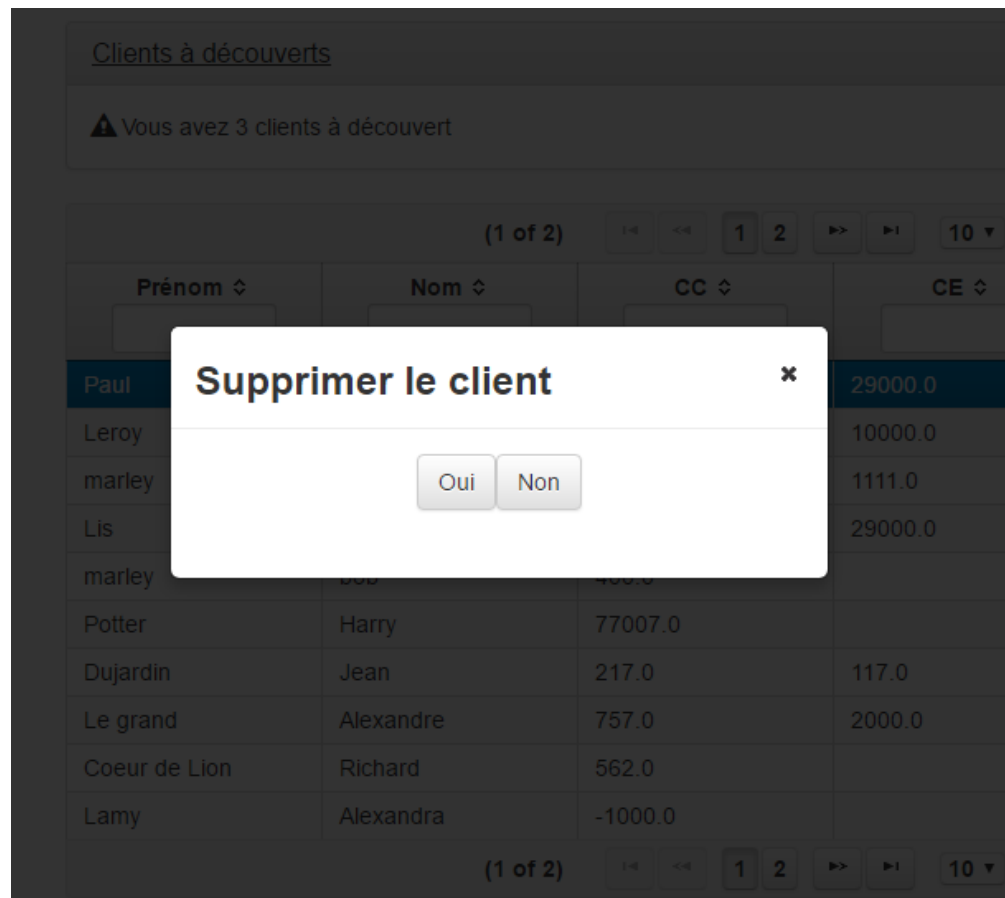 Clients à découverts
Vous avez 3 clients à découvert
(1 of 2) 1 2 10
Prénom Nom CC CE
Supprimer le client
Oui Non
Paul 29000.0
Leroy 10000.0
marley 1111.0
Lis 29000.0
marley
Potter Harry 77007.0
Dujardin Jean 217.0 117.0
Le grand Alexandre 757.0 2000.0
Coeur de Lion Richard 562.0
Lamy Alexandra -1000.0
(1 of 2) 1 2 10